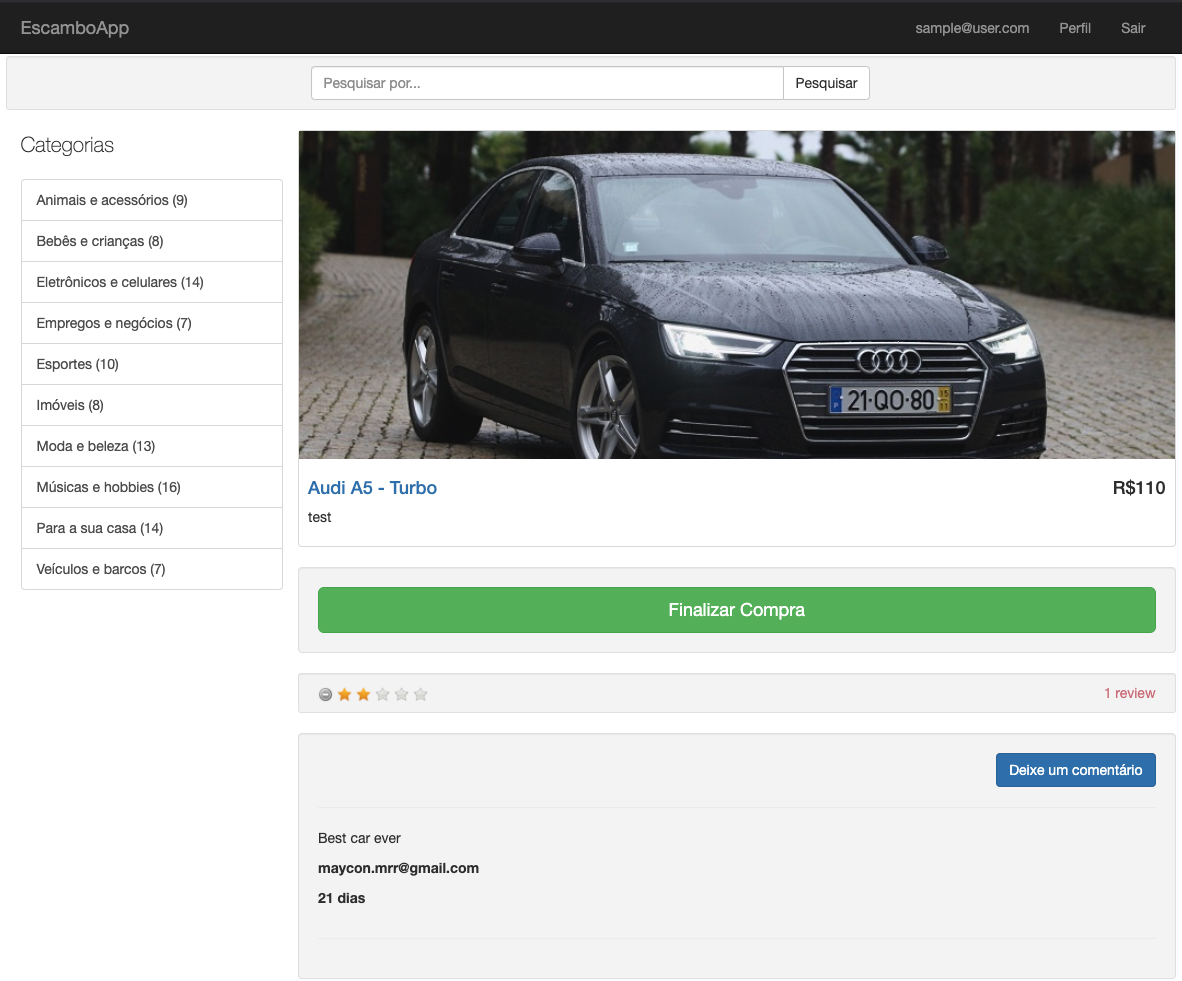 EscamboApp
sample@user.com Perfil Sair
Pesquisar por... Pesquisar
Categorias
Animais e acessórios (9)
Bebês e crianças (8)
Eletrônicos e celulares (14)
Empregos e negócios (7)
Esportes (10)
Imóveis (8)
Moda e beleza (13)
Músicas e hobbies (16)
Para a sua casa (14)
Veículos e barcos (7)
P 21-QO-80 15 11
Audi A5 - Turbo R$110
test
Finalizar Compra
1 review
Deixe um comentário
Best car ever
maycon.mrr@gmail.com
21 dias